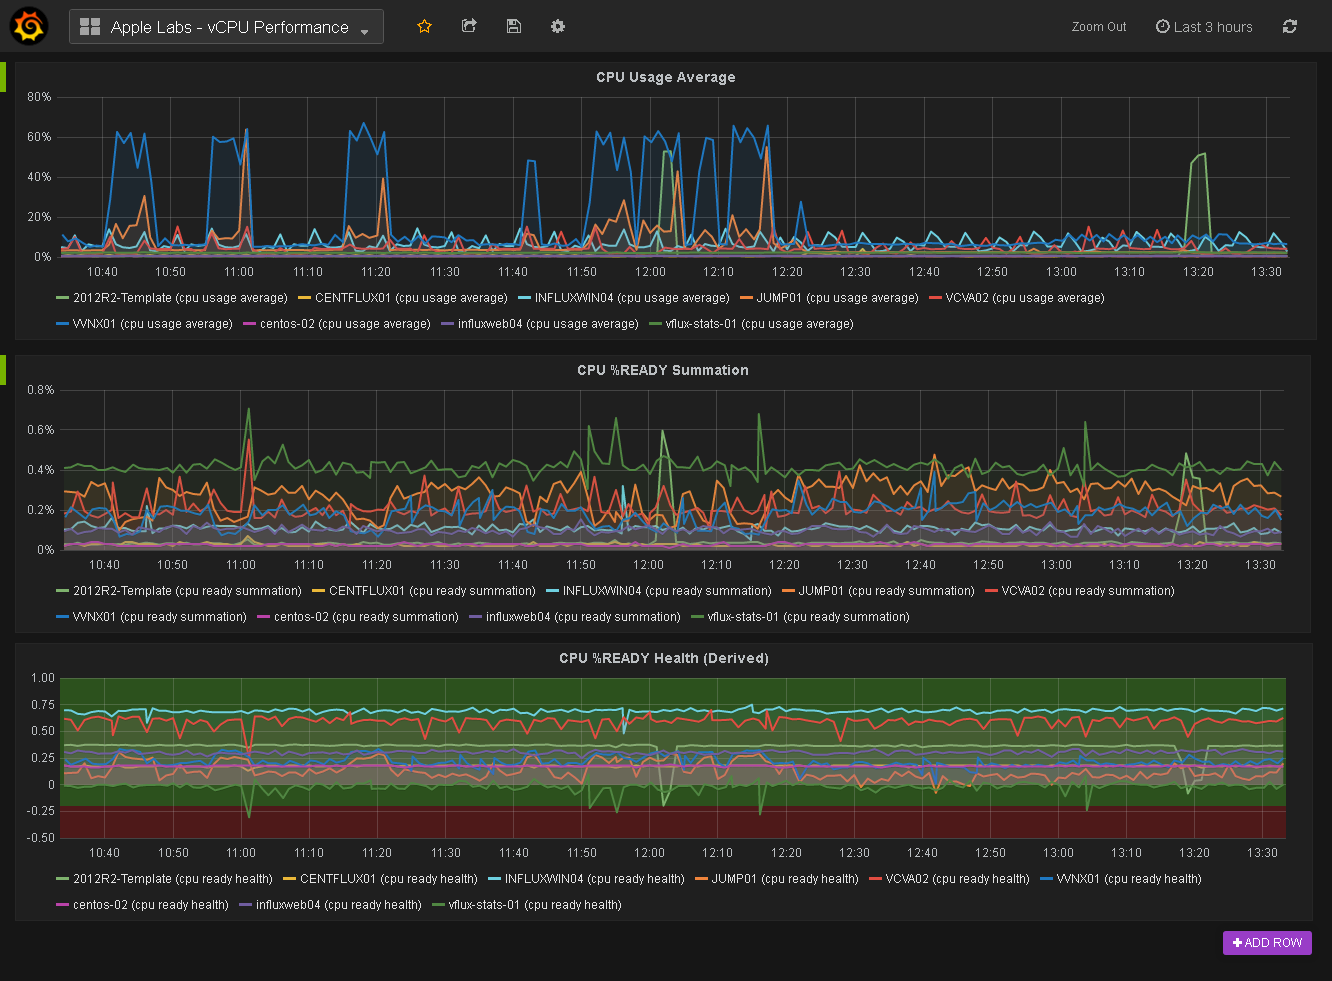 Apple Labs - vCPU Performance
Zoom Out
Last 3 hours
CPU Usage Average
80%
60%
40%
20%
0%
10:40 10:50 11:00 11:10 11:20 11:30 11:40 11:50 12:00 12:10 12:20 12:30 12:40 12:50 13:00 13:10 13:20 13:30
2012R2-Template (cpu usage average) CENTFLUX01 (cpu usage average) INFLUXWIN04 (cpu usage average) JUMP01 (cpu usage average) VCVA02 (cpu usage average)
VVNX01 (cpu usage average) centos-02 (cpu usage average) influxweb04 (cpu usage average) vflux-stats-01 (cpu usage average)
CPU %READY Summation
0.8%
0.6%
0.4%
0.2%
0%
10:40 10:50 11:00 11:10 11:20 11:30 11:40 11:50 12:00 12:10 12:20 12:30 12:40 12:50 13:00 13:10 13:20 13:30
2012R2-Template (cpu ready summation) CENTFLUX01 (cpu ready summation) INFLUXWIN04 (cpu ready summation) JUMP01 (cpu ready summation) VCVA02 (cpu ready summation)
VVNX01 (cpu ready summation) centos-02 (cpu ready summation) influxweb04 (cpu ready summation) vflux-stats-01 (cpu ready summation)
CPU %READY Health (Derived)
1.00
0.75
0.50
0.25
0
-0.25
-0.50
10:40 10:50 11:00 11:10 11:20 11:30 11:40 11:50 12:00 12:10 12:20 12:30 12:40 12:50 13:00 13:10 13:20 13:30
2012R2-Template (cpu ready health) CENTFLUX01 (cpu ready health) INFLUXWIN04 (cpu ready health) JUMP01 (cpu ready health) VCVA02 (cpu ready health) VVNX01 (cpu ready health)
centos-02 (cpu ready health) influxweb04 (cpu ready health) vflux-stats-01 (cpu ready health)
ADD ROW